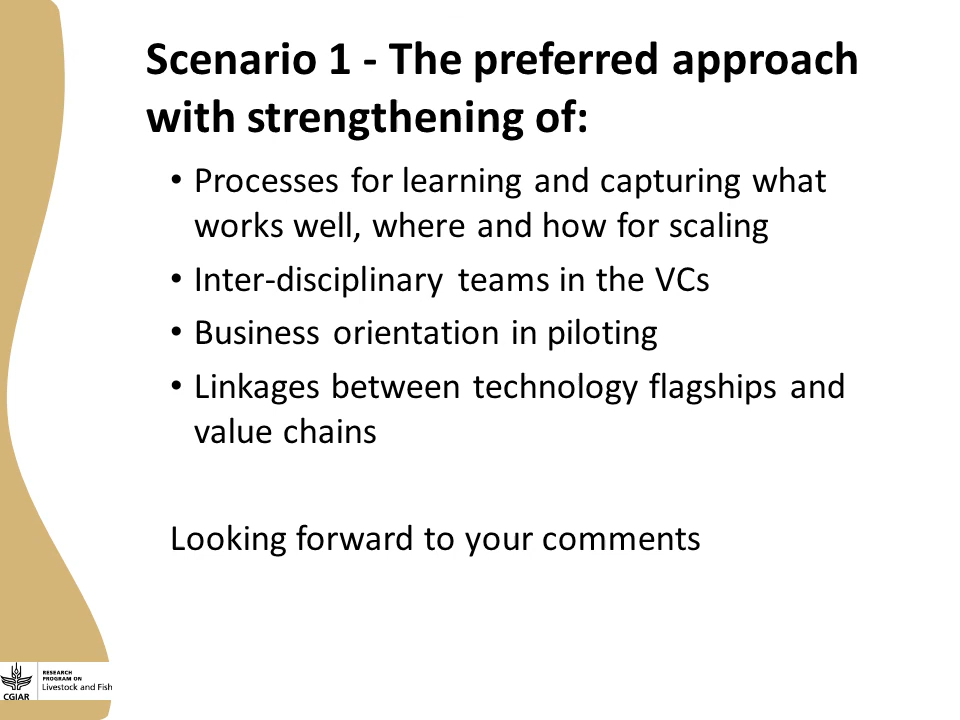 Scenario 1 - The preferred approach
with strengthening of:
• Processes for learning and capturing what
works well, where and how for scaling
• Inter-disciplinary teams in the VCs
• Business orientation in piloting
• Linkages between technology flagships and
value chains
Looking forward to your comments
CGIAR
RESEARCH
PROGRAM ON
Livestock and Fish